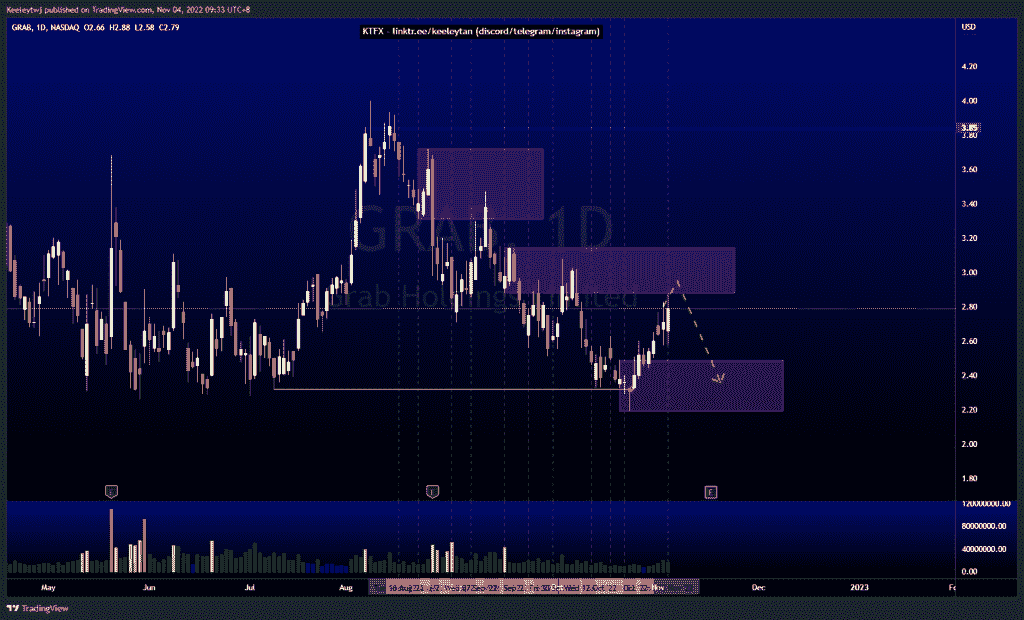 Keeleytwj published on TradingView.com, Nov 04, 2022 09:33 UTC+8
GRAB, 1D, NASDAQ O2.66 H2.88 L2.58 C2.79
KTFX - linktr.ee/keeleytan (discord/telegram/instagram)
USD
4.20
4.00
3.85
3.80
3.60
3.40
GRAB, 1D
3.20
3.00
Grab Holdings Limited
2.80
2.60
2.40
2.20
2.00
1.80
E
E
E
120000000.00
80000000.00
40000000.00
0.00
May
Jun
Jul
Aug
Nov
Dec
2023
TradingView